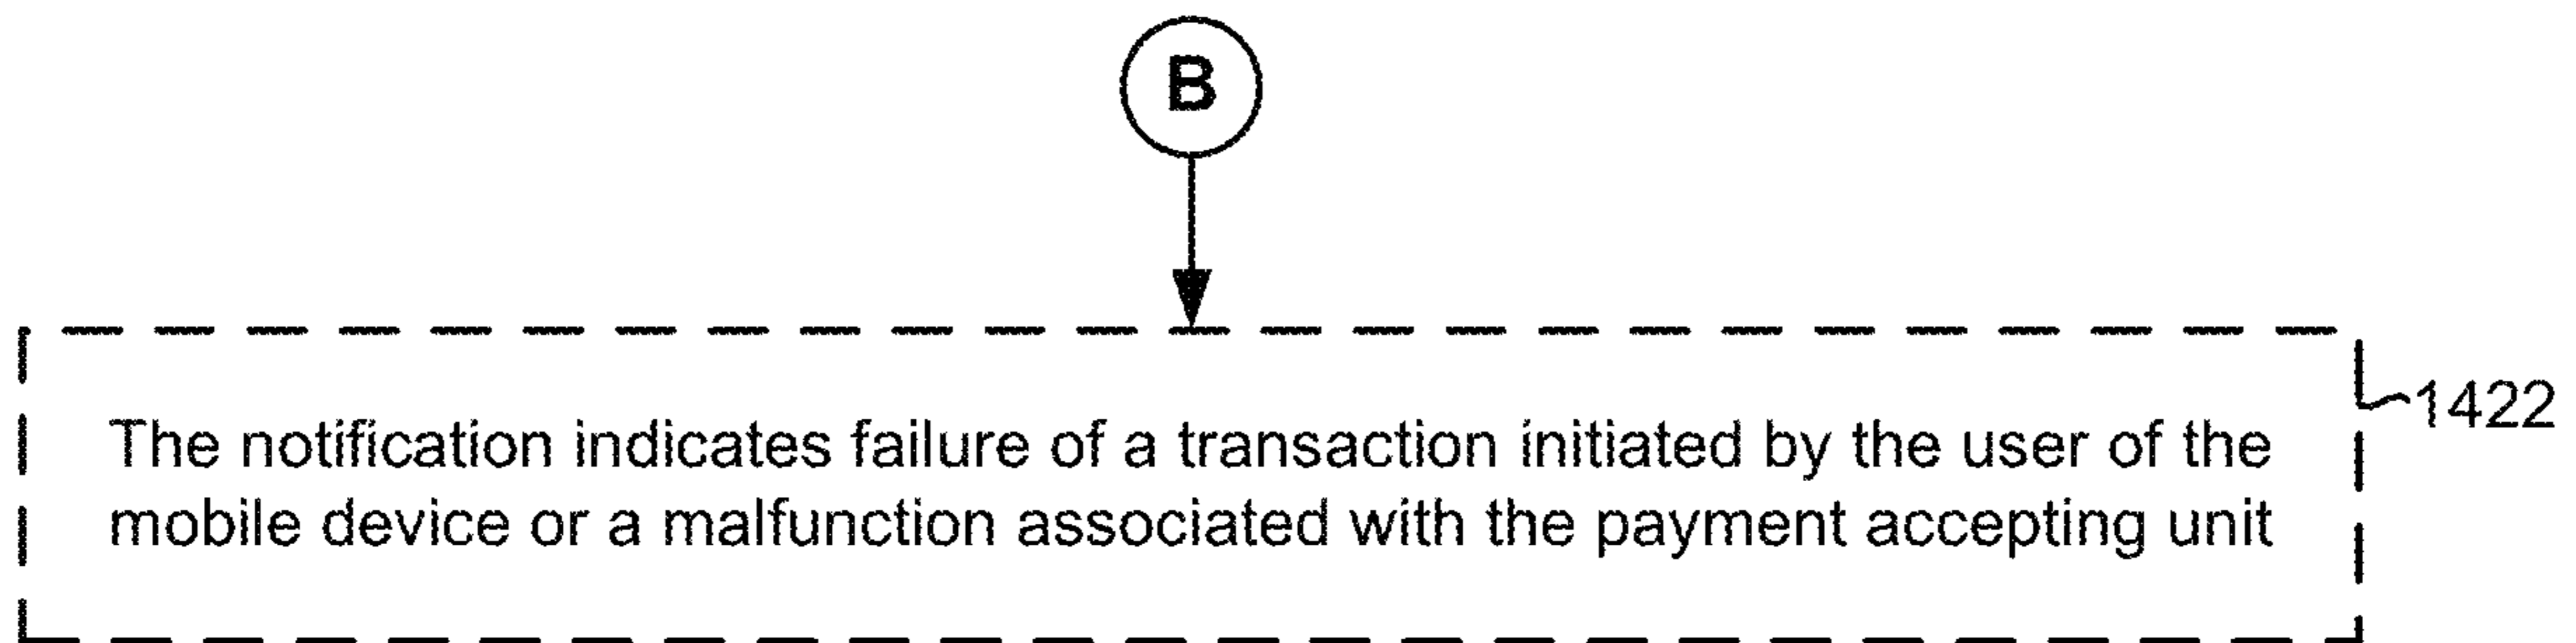 B
1422
The notification indicates failure of a transaction initiated by the user of the
mobile device or a malfunction associated with the payment accepting unit